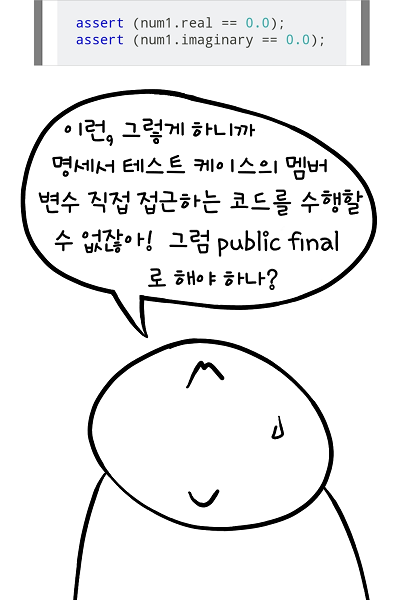 assert (num1.real == 0.0);
assert (num1.imaginary == 0.0);
이런, 그렇게 하니까
명세서 테스트 케이스의 멤버
변수 직접 접근하는 코드를 수행할
수 없잖아! 그럼 public final
로 해야 하나?